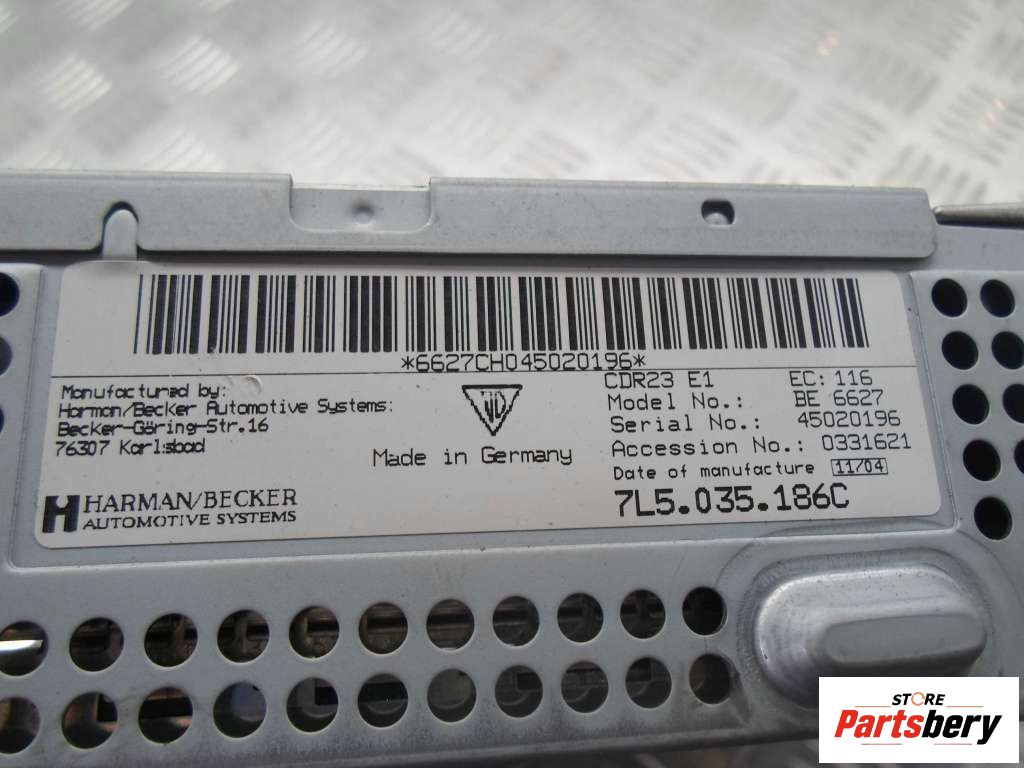 *6627CH045020196*
Manufactured by:
Harman/Becker Automotive Systems:
Becker-Göring-Str.16
76307 Karlsbad
Made in Germany
HARMAN/BECKER
AUTOMOTIVE SYSTEMS
CDR23 E1 EC: 116
Model No.: BE 6627
Serial No.: 45020196
Accession No.: 0331621
Date of manufacture 11/04
7L5.035.186C
STORE
Partsbery